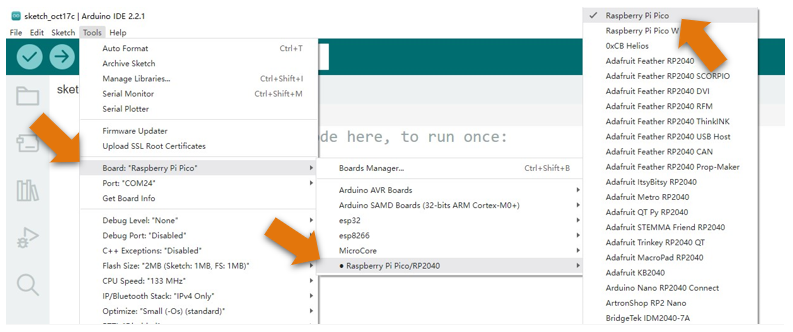 sketch_oct17c | Arduino IDE 2.2.1
File Edit Sketch Tools Help
Auto Format Ctrl+T
Archive Sketch
Manage Libraries... Ctrl+Shift+I
Serial Monitor Ctrl+Shift+M
Serial Plotter
Firmware Updater
Upload SSL Root Certificates
Board: "Raspberry Pi Pico"
Port: "COM24"
Get Board Info
Debug Level: "None"
Debug Port: "Disabled"
C++ Exceptions: "Disabled"
Flash Size: "2MB (Sketch: 1MB, FS: 1MB)"
CPU Speed: "133 MHz"
IP/Bluetooth Stack: "IPv4 Only"
Optimize: "Small (-Os) (standard)"
here, to run once:
Boards Manager... Ctrl+Shift+B
Arduino AVR Boards
Arduino SAMD Boards (32-bits ARM Cortex-M0+)
esp32
esp8266
MicroCore
● Raspberry Pi Pico/RP2040
✓ Raspberry Pi Pico
Raspberry Pi Pico W
0xCB Helios
Adafruit Feather RP2040
Adafruit Feather RP2040 SCORPIO
Adafruit Feather RP2040 DVI
Adafruit Feather RP2040 RFM
Adafruit Feather RP2040 ThinkINK
Adafruit Feather RP2040 USB Host
Adafruit Feather RP2040 CAN
Adafruit Feather RP2040 Prop-Maker
Adafruit ItsyBitsy RP2040
Adafruit Metro RP2040
Adafruit QT Py RP2040
Adafruit STEMMA Friend RP2040
Adafruit Trinkey RP2040 QT
Adafruit MacroPad RP2040
Adafruit KB2040
Arduino Nano RP2040 Connect
ArtronShop RP2 Nano
BridgeTek IDM2040-7A